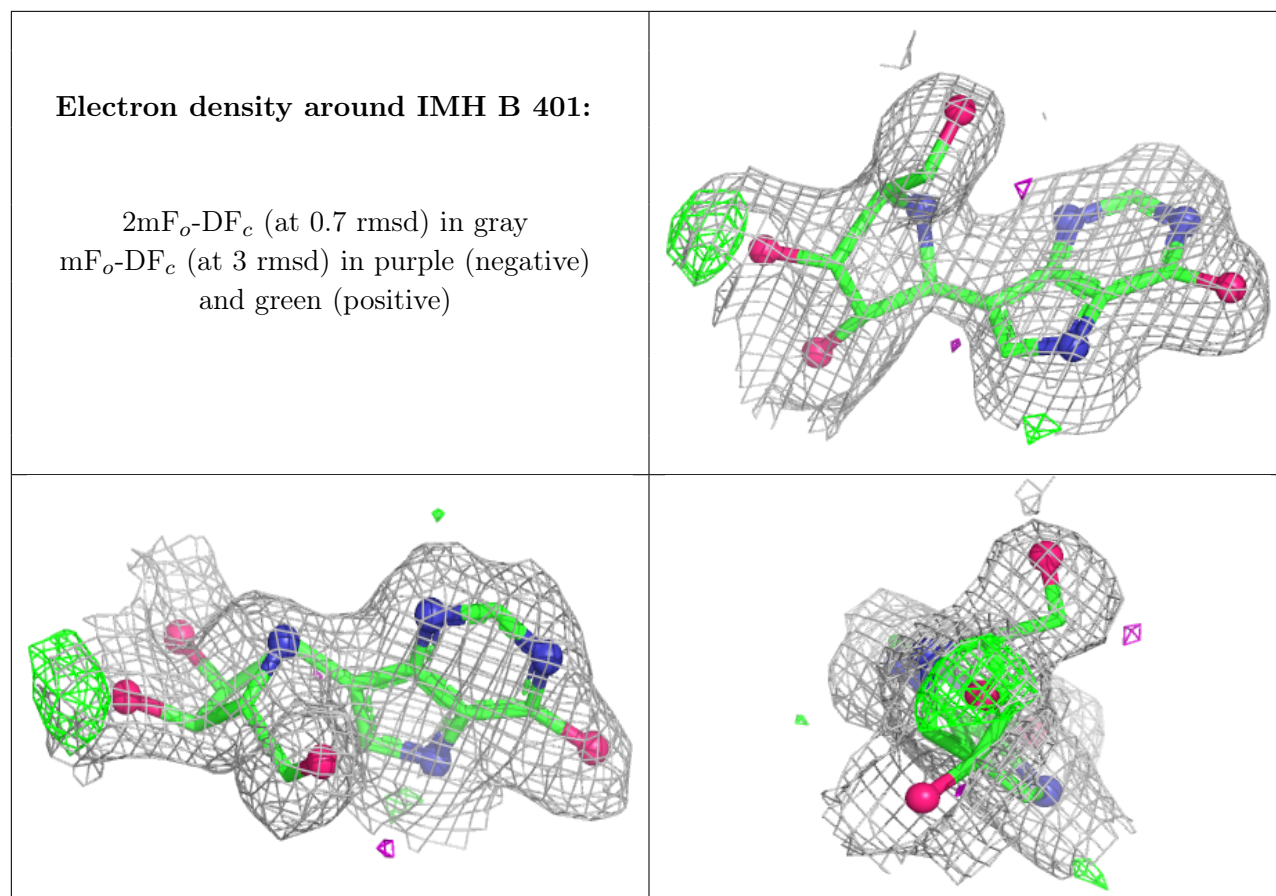 Electron density around IMH B 401:
2mFo-DFc (at 0.7 rmsd) in gray
mFo-DFc (at 3 rmsd) in purple (negative)
and green (positive)